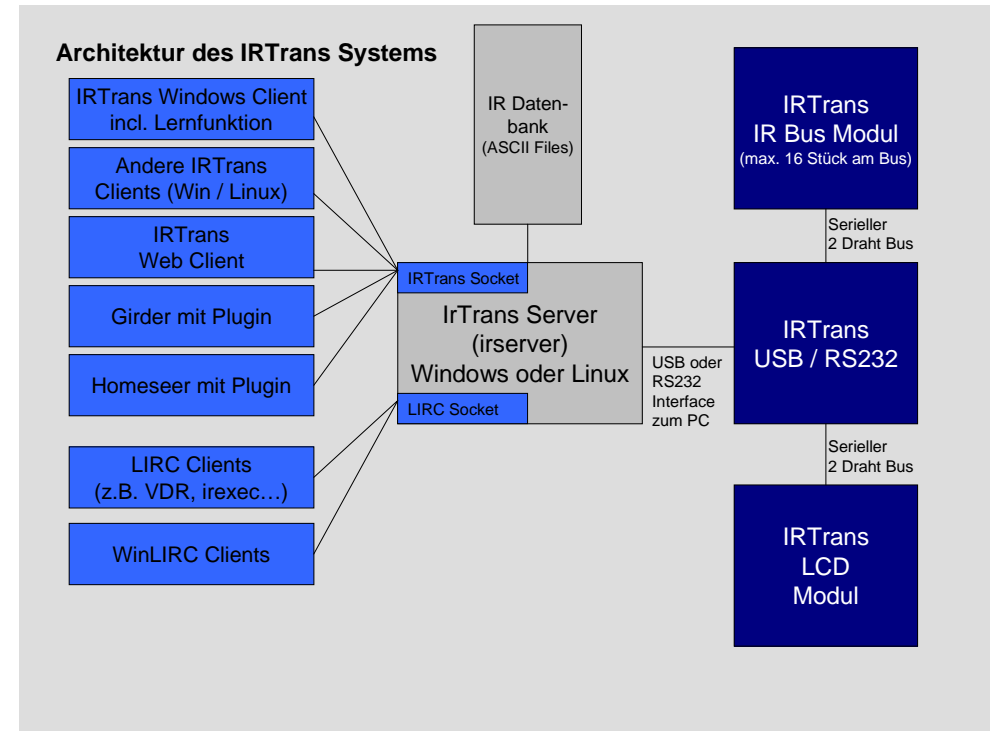 Architektur des IRTrans Systems
IRTrans Windows Client
incl. Lernfunktion
Andere IRTrans
Clients (Win / Linux)
IRTrans
Web Client
Girder mit Plugin
Homeseer mit Plugin
LIRC Clients
(z.B. VDR, irexec…)
WinLIRC Clients
IR Daten-
bank
(ASCII Files)
IRTrans Socket
IrTrans Server
(irserver)
Windows oder Linux
LIRC Socket
USB oder
RS232
Interface
zum PC
IRTrans
IR Bus Modul
(max. 16 Stück am Bus)
Serieller
2 Draht Bus
IRTrans
USB / RS232
Serieller
2 Draht Bus
IRTrans
LCD
Modul